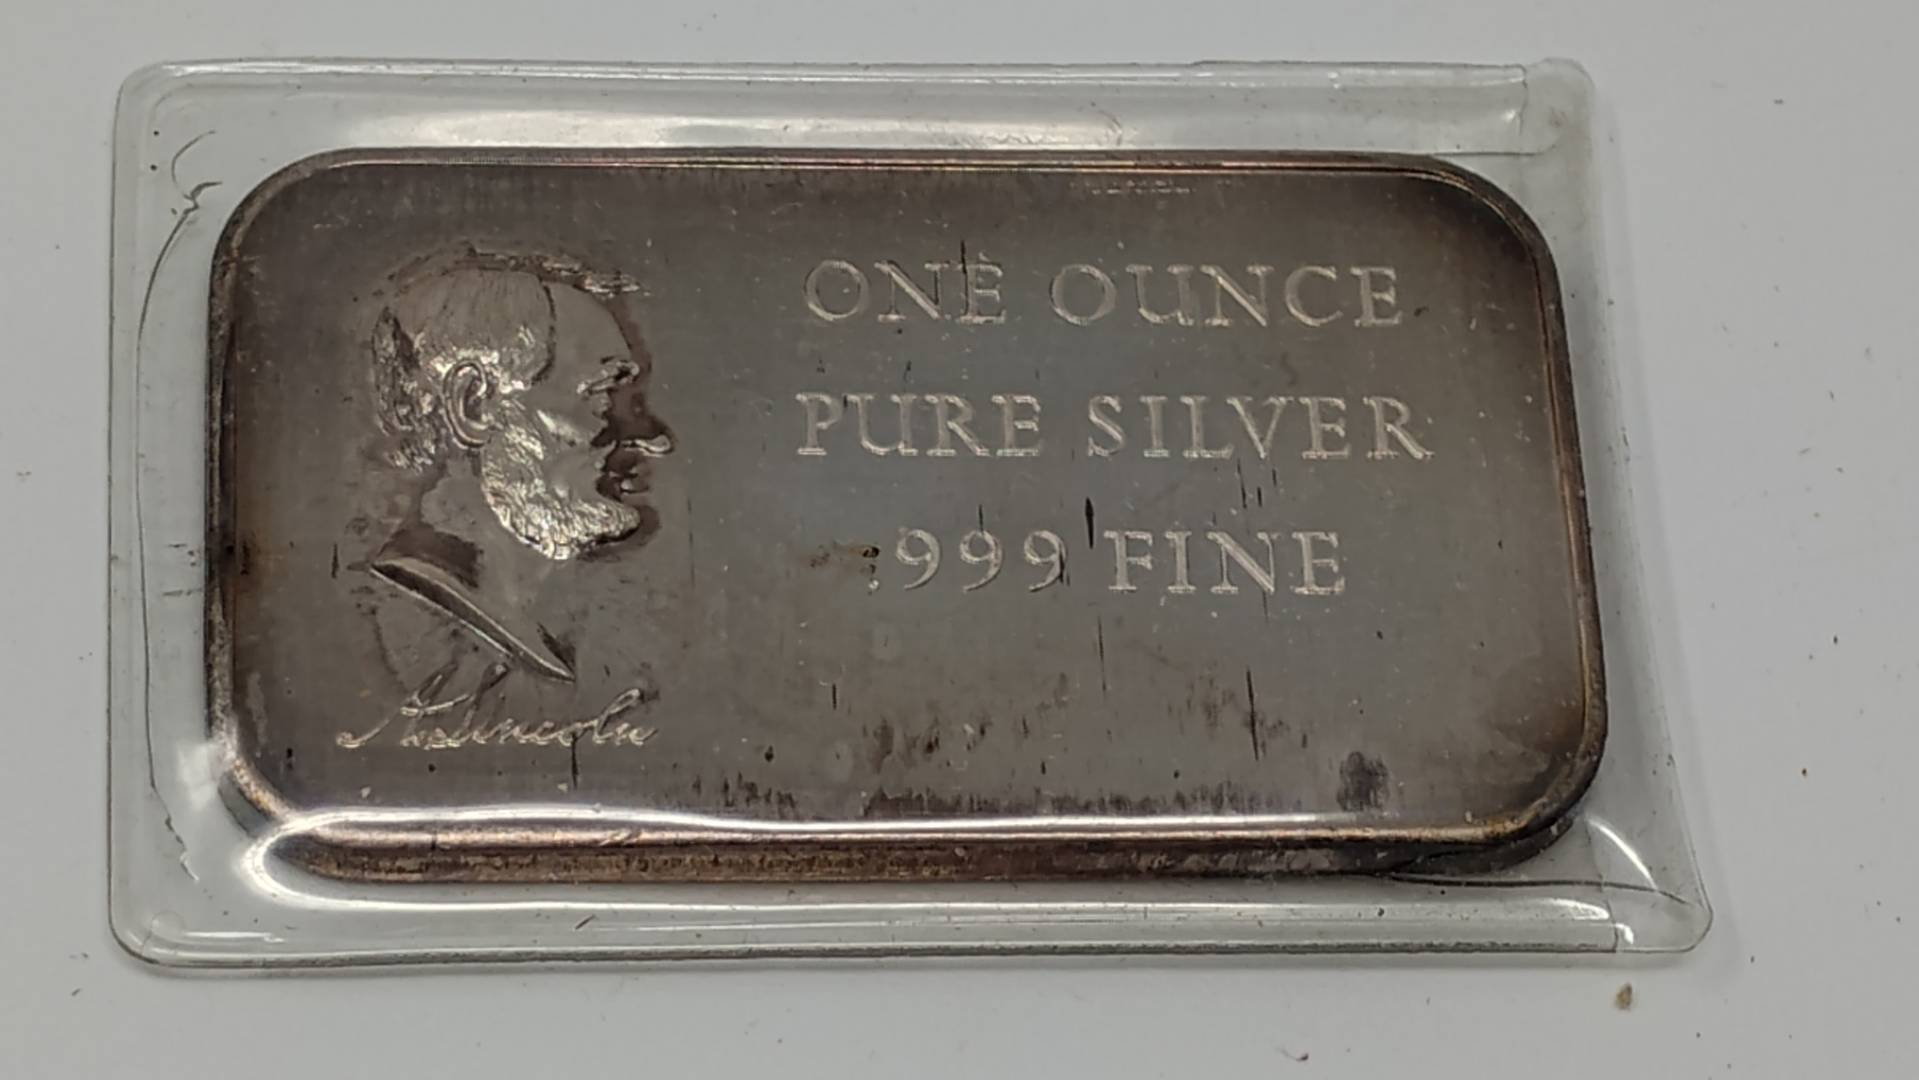 ONE OUNCE
PURE SILVER
.999 FINE
A. Lincoln